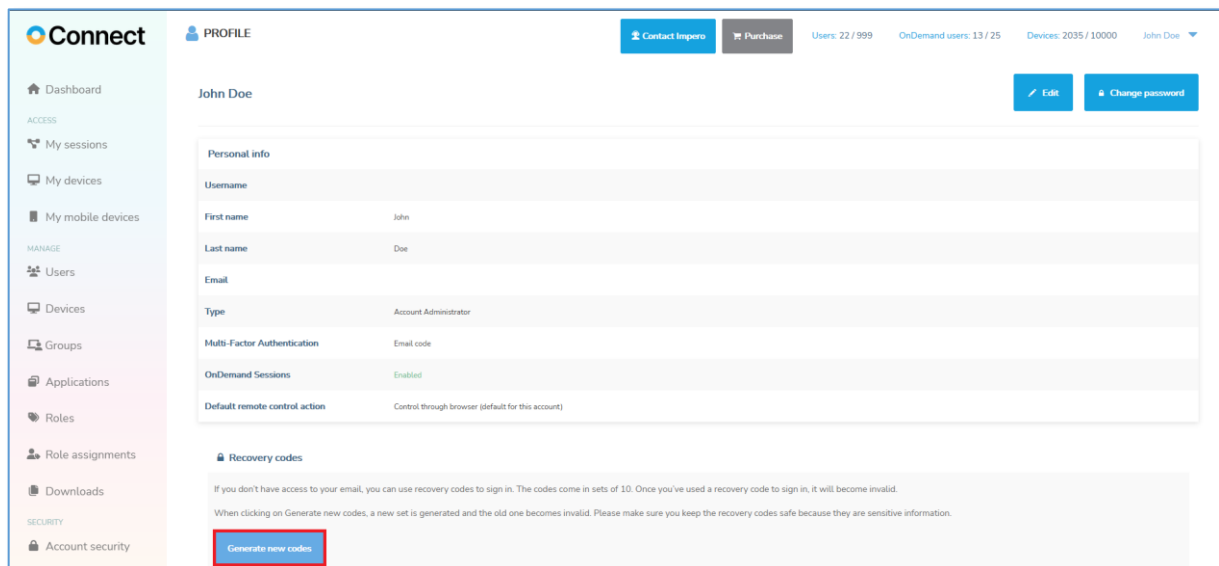 Connect
PROFILE
Contact Impero
Purchase
Users: 22 / 999
OnDemand users: 13 / 25
Devices: 2035 / 10000
John Doe
Dashboard
ACCESS
My sessions
My devices
My mobile devices
MANAGE
Users
Devices
Groups
Applications
Roles
Role assignments
Downloads
SECURITY
Account security
John Doe
Edit
Change password
Personal info
Username
First name John
Last name Doe
Email
Type Account Administrator
Multi-Factor Authentication Email code
OnDemand Sessions Enabled
Default remote control action Control through browser (default for this account)
Recovery codes
If you don't have access to your email, you can use recovery codes to sign in. The codes come in sets of 10. Once you've used a recovery code to sign in, it will become invalid.
When clicking on Generate new codes, a new set is generated and the old one becomes invalid. Please make sure you keep the recovery codes safe because they are sensitive information.
Generate new codes